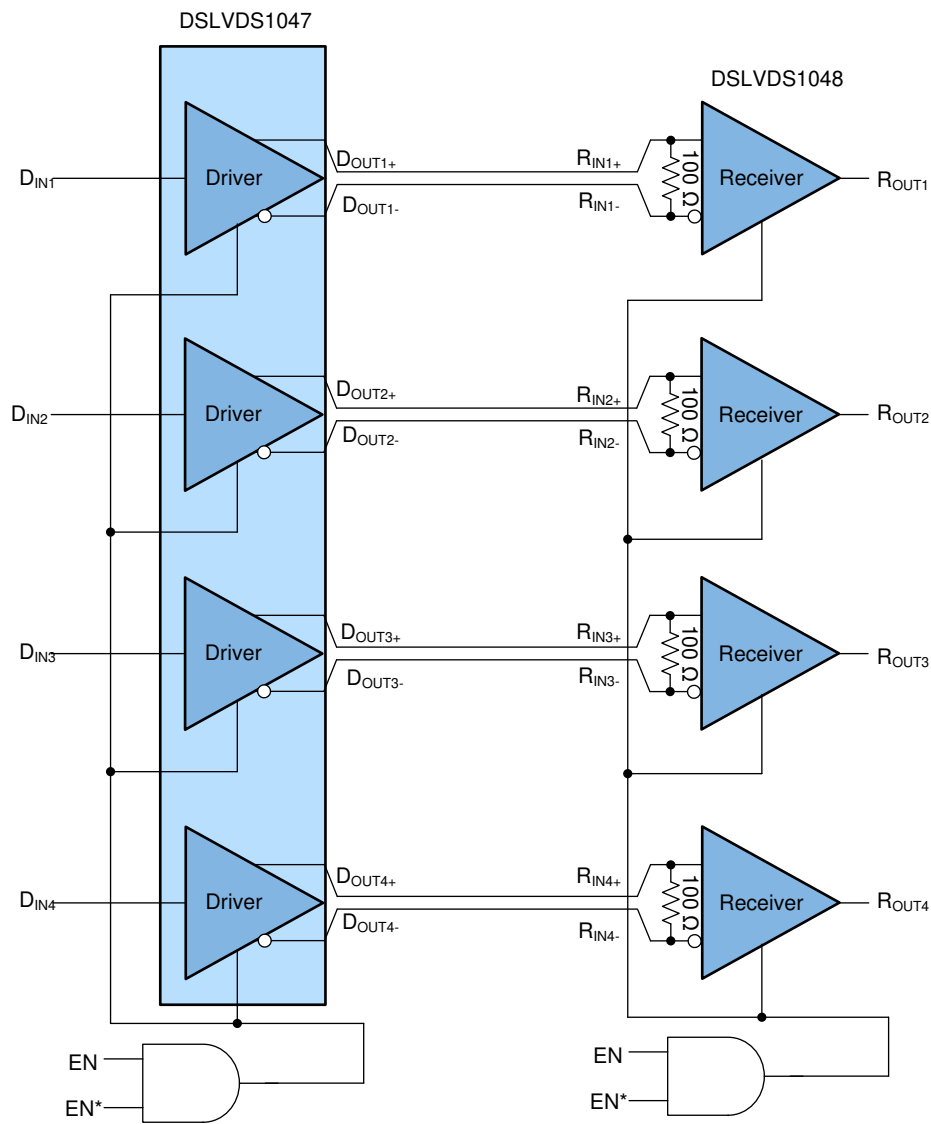 DSLVDS1047
DSLVDS1048
DIN1
Driver
DOUT1+
DOUT1-
RIN1+
RIN1-
100 Ω
Receiver
ROUT1
DIN2
Driver
DOUT2+
DOUT2-
RIN2+
RIN2-
100 Ω
Receiver
ROUT2
DIN3
Driver
DOUT3+
DOUT3-
RIN3+
RIN3-
100 Ω
Receiver
ROUT3
DIN4
Driver
DOUT4+
DOUT4-
RIN4+
RIN4-
100 Ω
Receiver
ROUT4
EN
EN*
EN
EN*